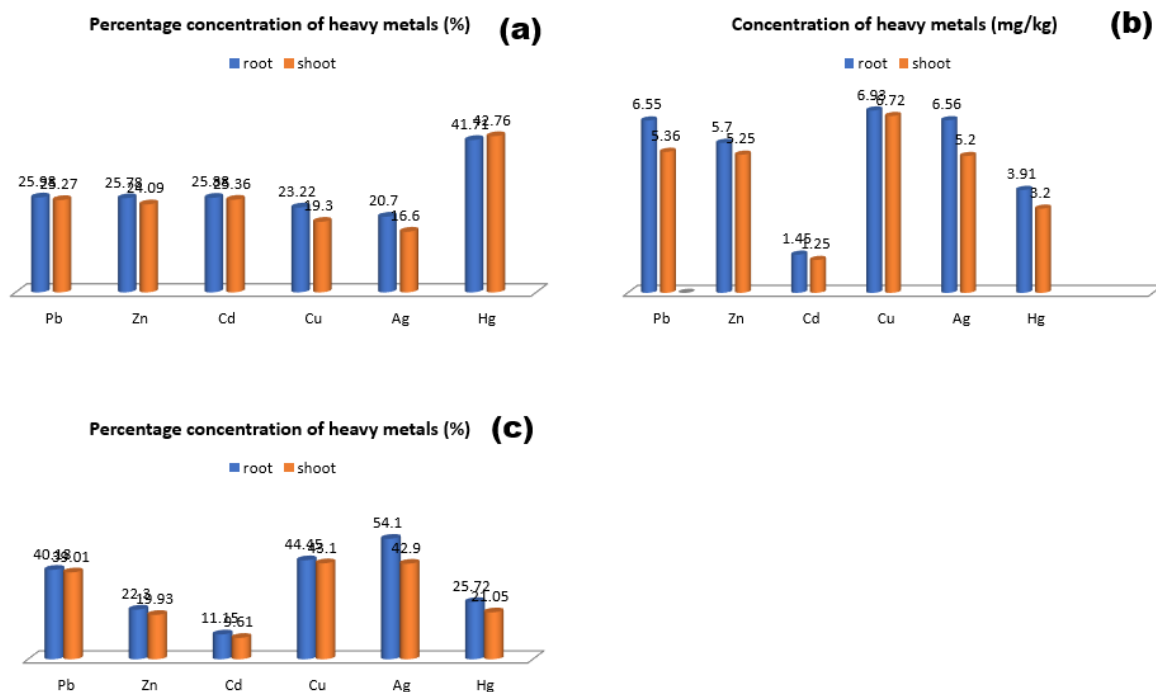 Percentage concentration of heavy metals (%) (a)
root shoot
25.98 25.27 25.78 24.09 25.88 25.36 23.22 19.3 20.7 16.6 41.71 42.76
Pb Zn Cd Cu Ag Hg
Concentration of heavy metals (mg/kg) (b)
root shoot
6.55 5.36 5.7 5.25 1.45 1.25 6.93 6.72 6.56 5.2 3.91 3.2
Pb Zn Cd Cu Ag Hg
Percentage concentration of heavy metals (%) (c)
root shoot
40.18 39.01 22.3 19.93 11.15 9.61 44.45 43.1 54.1 42.9 25.72 21.05
Pb Zn Cd Cu Ag Hg